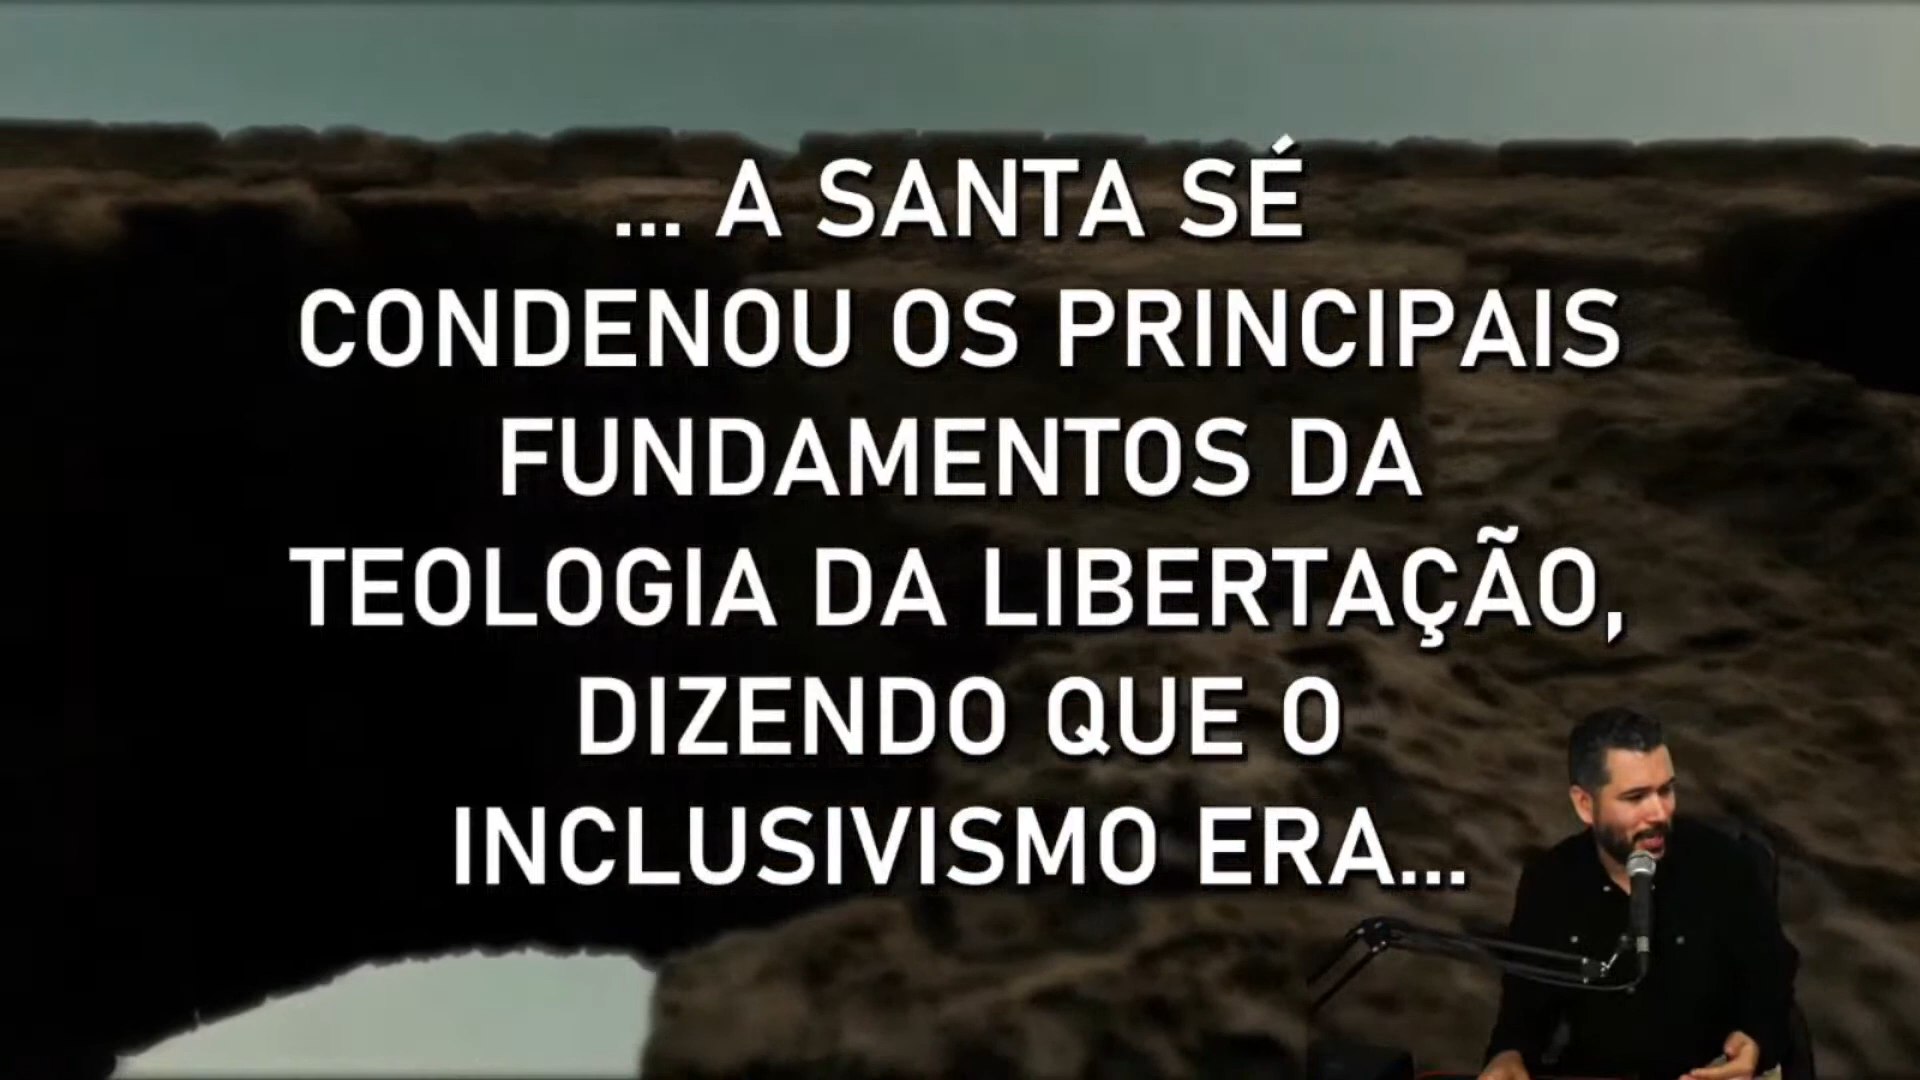 ... A SANTA SÉ
CONDENOU OS PRINCIPAIS
FUNDAMENTOS DA
TEOLOGIA DA LIBERTAÇÃO,
DIZENDO QUE O
INCLUSIVISMO ERA...